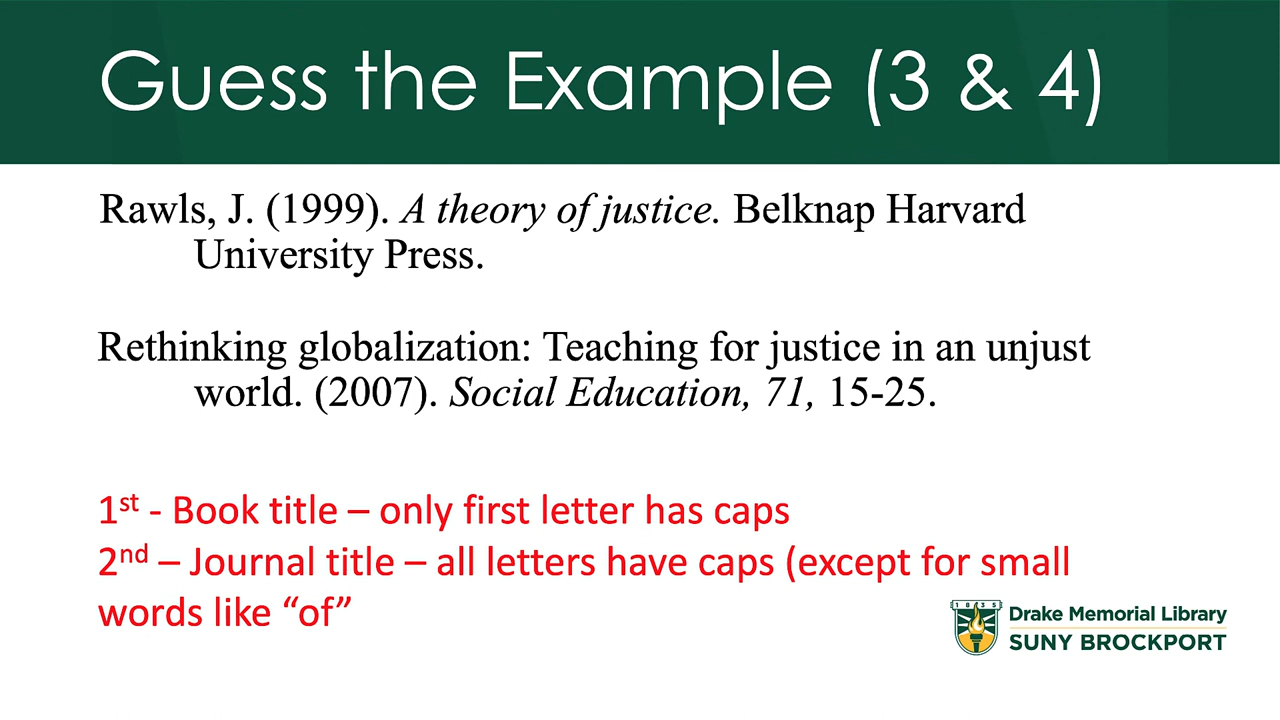 Guess the Example (3 & 4)
Rawls, J. (1999). A theory of justice. Belknap Harvard
University Press.
Rethinking globalization: Teaching for justice in an unjust
world. (2007). Social Education, 71, 15-25.
1st - Book title – only first letter has caps
2nd – Journal title – all letters have caps (except for small
words like “of”
1835
Drake Memorial Library
SUNY BROCKPORT